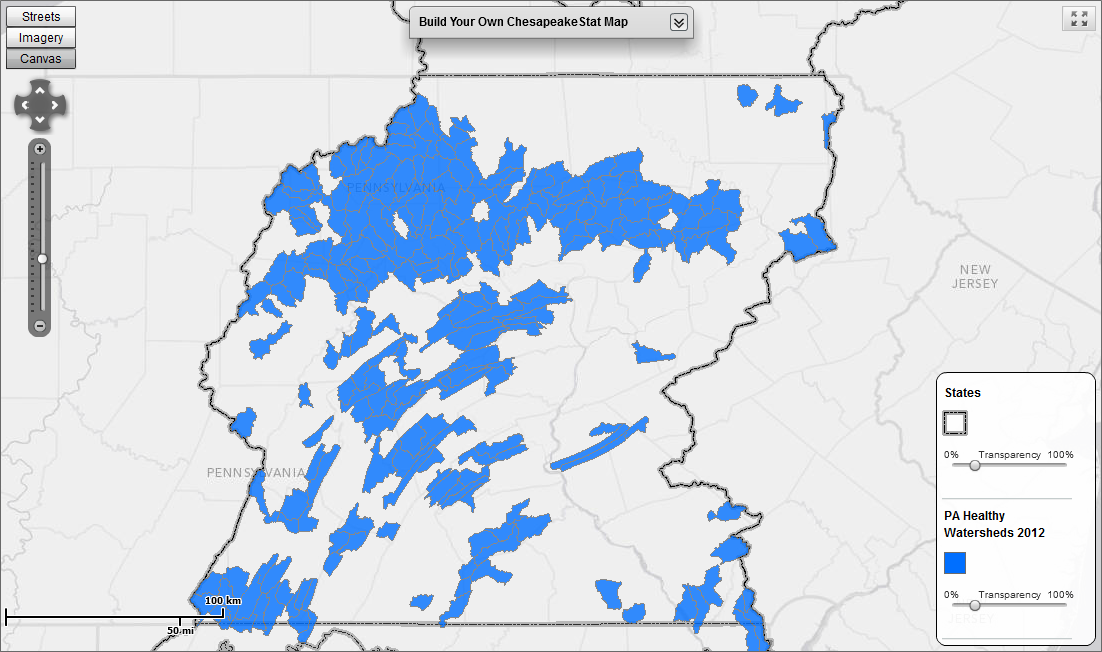 Streets
Imagery
Canvas
Build Your Own ChesapeakeStat Map
PENNSYLVANIA
NEW
JERSEY
PENNSYLVANIA
100 km
50 mi
States
0% Transparency 100%
PA Healthy
Watersheds 2012
0% Transparency 100%
JERSEY